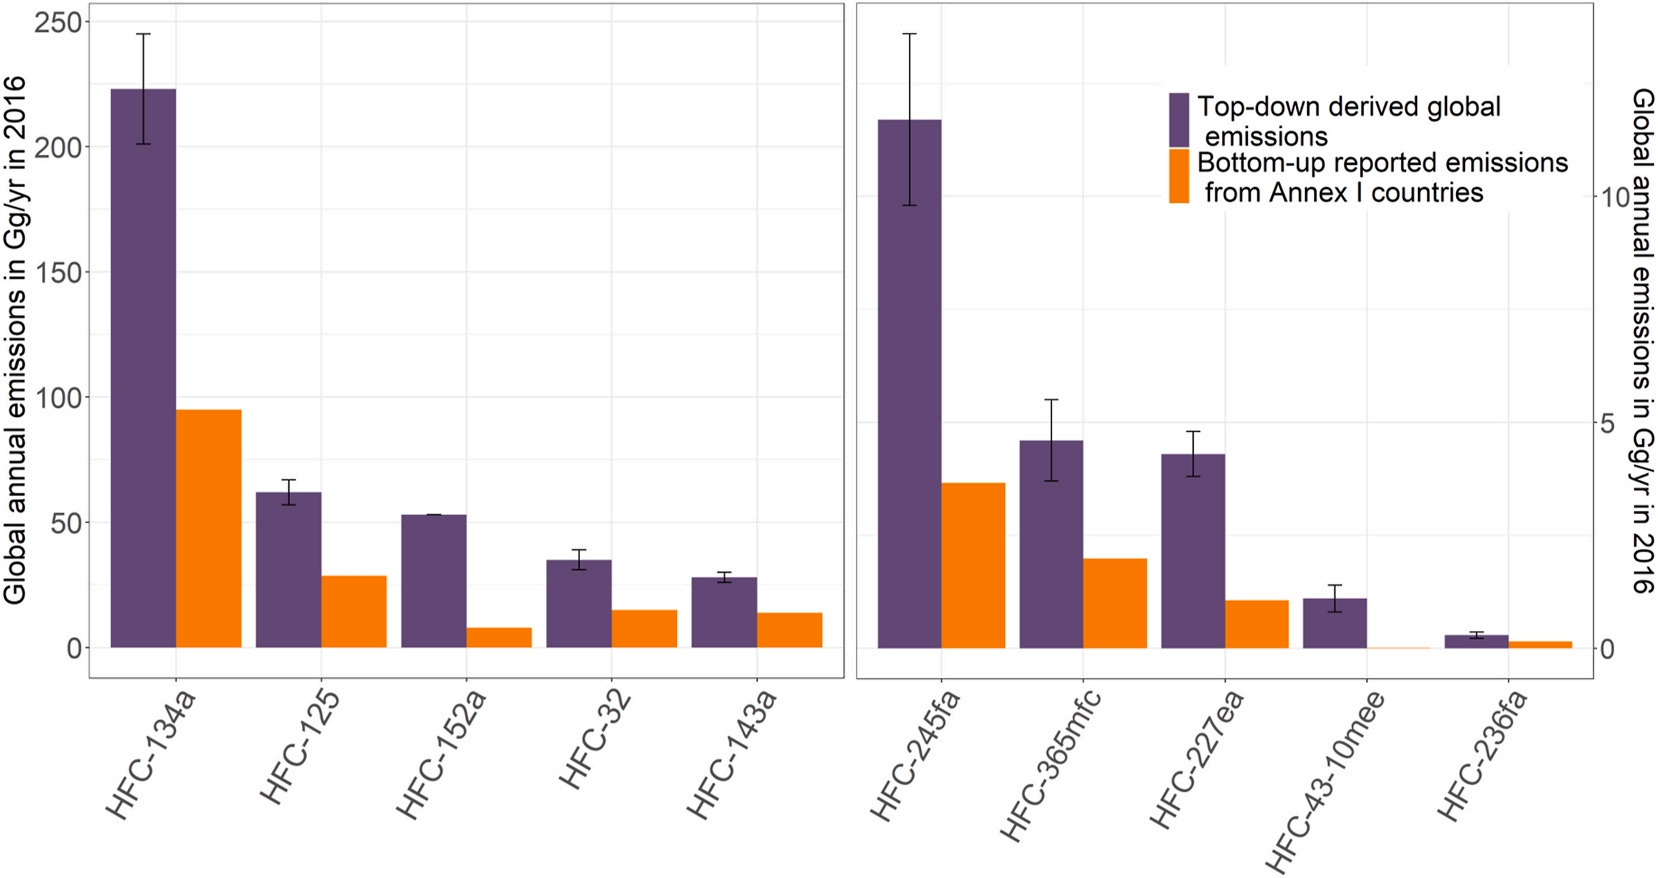 Global annual emissions in Gg/yr in 2016
250
200
150
100
50
0
HFC-134a
HFC-125
HFC-152a
HFC-32
HFC-143a
Top-down derived global
emissions
Bottom-up reported emissions
from Annex I countries
HFC-245fa
HFC-365mfc
HFC-227ea
HFC-43-10mee
HFC-236fa
10
5
0
Global annual emissions in Gg/yr in 2016